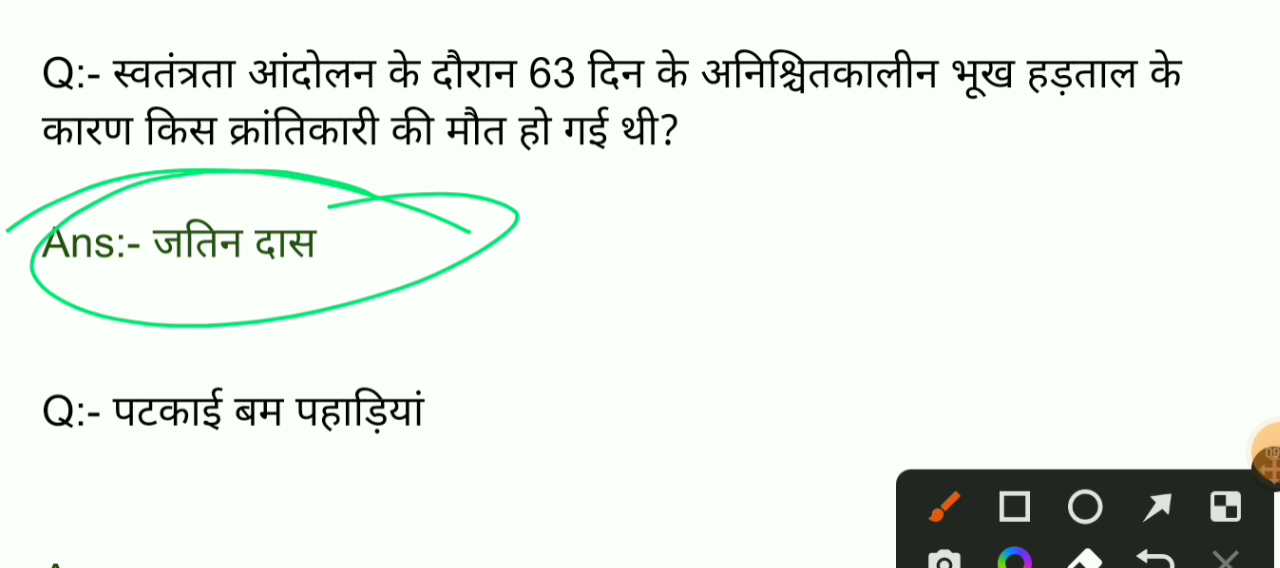 Q:- स्वतंत्रता आंदोलन के दौरान 63 दिन के अनिश्चितकालीन भूख हड़ताल के
कारण किस क्रांतिकारी की मौत हो गई थी?
Ans:- जतिन दास
Q:- पटकाई बम पहाड़ियां